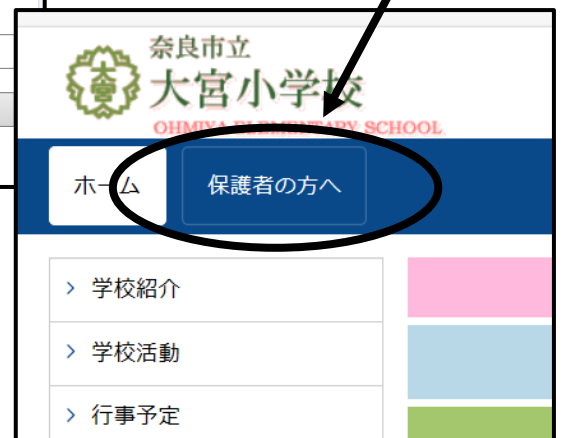 奈良市立
大宮小学校
OHMIYA ELEMENTARY SCHOOL
ホーム
保護者の方へ
学校紹介
学校活動
行事予定